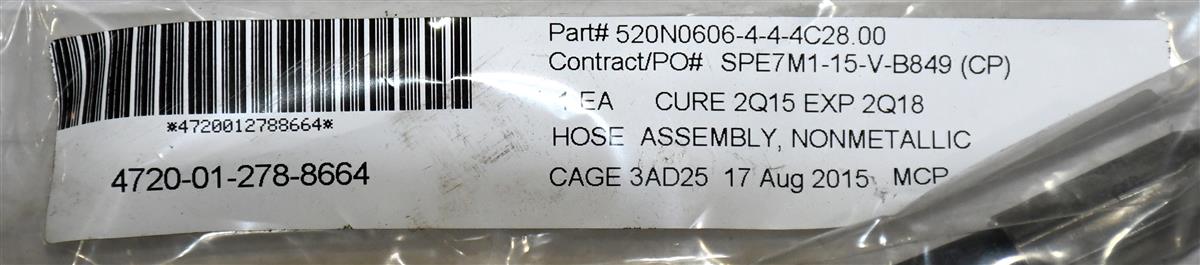 *4720012788664*
4720-01-278-8664
Part# 520N0606-4-4-4C28.00
Contract/PO# SPE7M1-15-V-B849 (CP)
1 EA CURE 2Q15 EXP 2Q18
HOSE ASSEMBLY, NONMETALLIC
CAGE 3AD25 17 Aug 2015 MCP